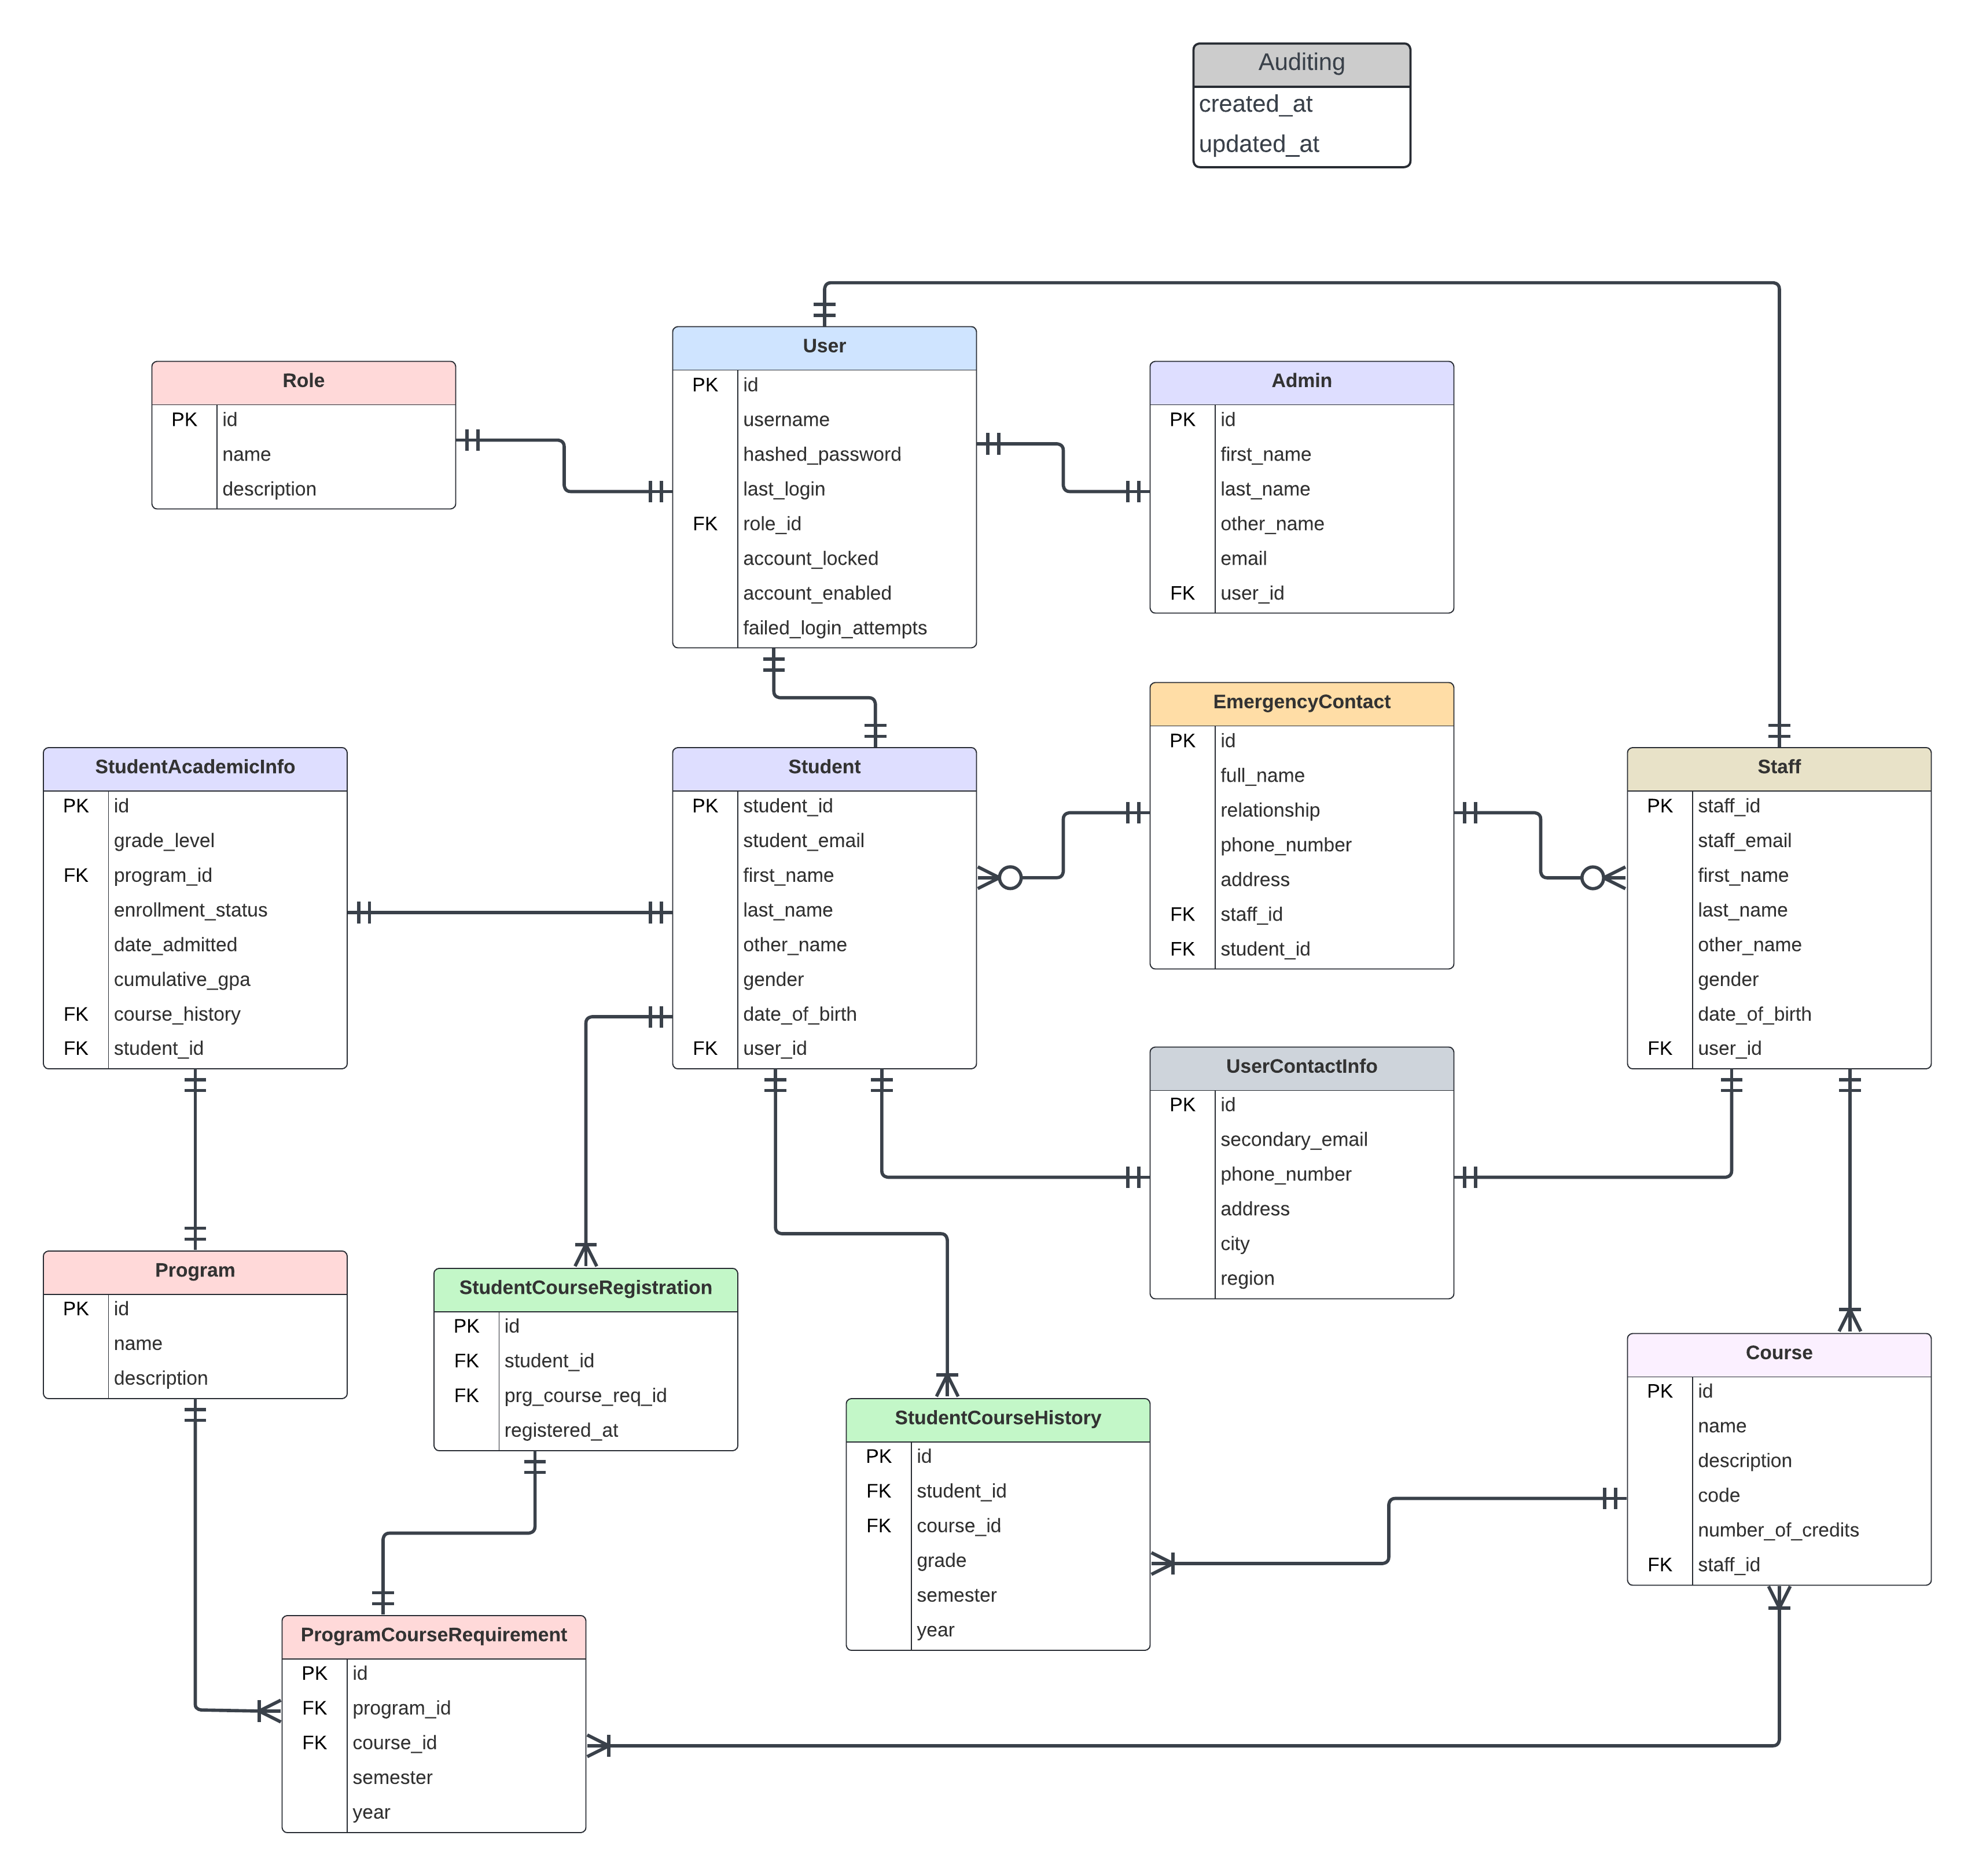 Auditing
created_at
updated_at
Role
PK id
name
description
User
PK id
username
hashed_password
last_login
FK role_id
account_locked
account_enabled
failed_login_attempts
Admin
PK id
first_name
last_name
other_name
email
FK user_id
EmergencyContact
PK id
full_name
relationship
phone_number
address
FK staff_id
FK student_id
StudentAcademicInfo
PK id
grade_level
FK program_id
enrollment_status
date_admitted
cumulative_gpa
FK course_history
FK student_id
Student
PK student_id
student_email
first_name
last_name
other_name
gender
date_of_birth
FK user_id
Staff
PK staff_id
staff_email
first_name
last_name
other_name
gender
date_of_birth
FK user_id
UserContactInfo
PK id
secondary_email
phone_number
address
city
region
Program
PK id
name
description
StudentCourseRegistration
PK id
FK student_id
FK prg_course_req_id
registered_at
StudentCourseHistory
PK id
FK student_id
FK course_id
grade
semester
year
Course
PK id
name
description
code
number_of_credits
FK staff_id
ProgramCourseRequirement
PK id
FK program_id
FK course_id
semester
year